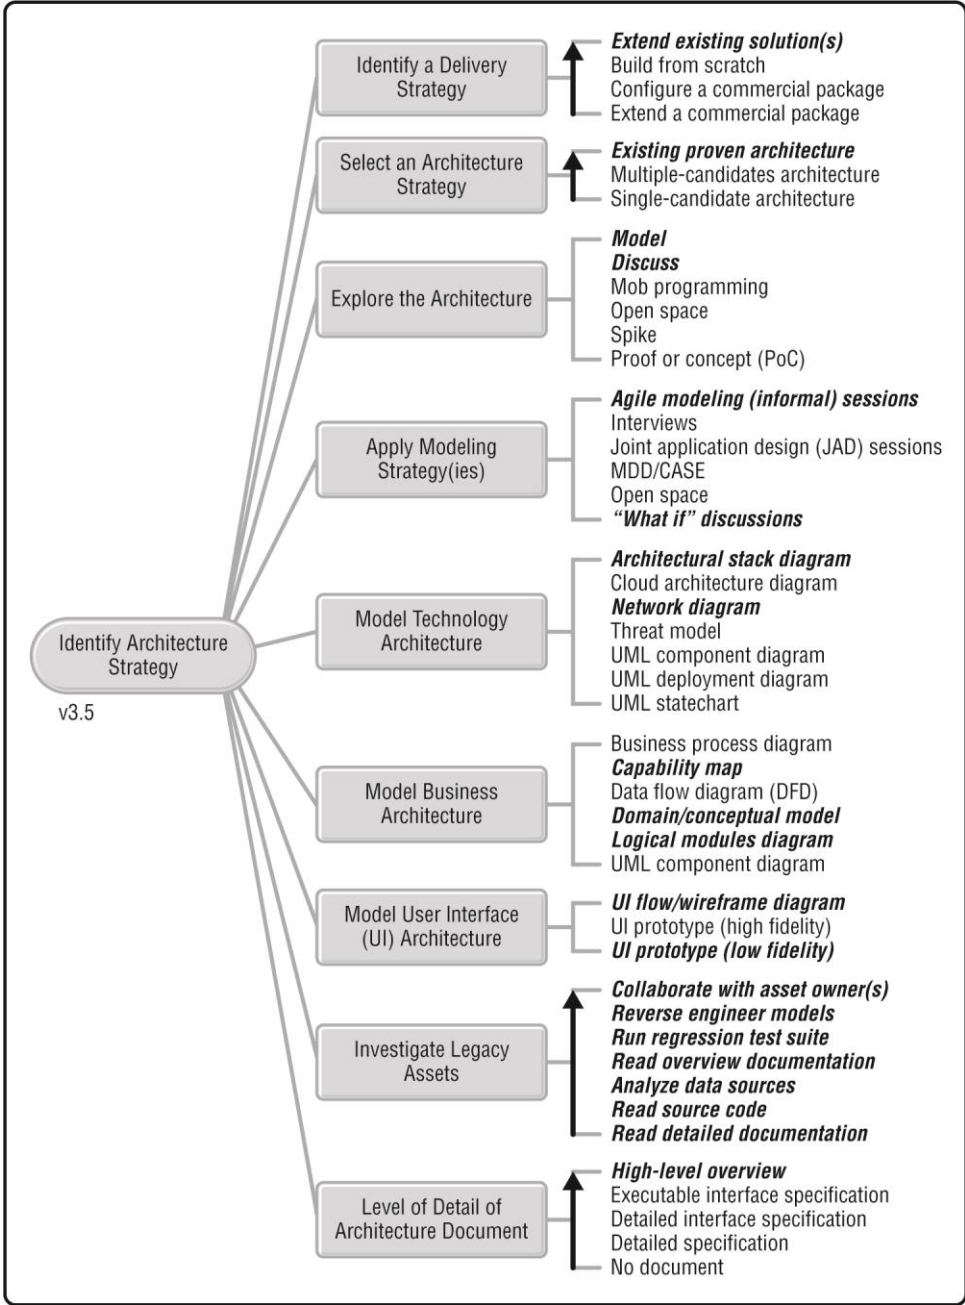 Identify a Delivery
Strategy
Extend existing solution(s)
Build from scratch
Configure a commercial package
Extend a commercial package
Select an Architecture
Strategy
Existing proven architecture
Multiple-candidates architecture
Single-candidate architecture
Explore the Architecture
Model
Discuss
Mob programming
Open space
Spike
Proof or concept (PoC)
Apply Modeling
Strategy(ies)
Agile modeling (informal) sessions
Interviews
Joint application design (JAD) sessions
MDD/CASE
Open space
“What if” discussions
Identify Architecture
Strategy
v3.5
Model Technology
Architecture
Architectural stack diagram
Cloud architecture diagram
Network diagram
Threat model
UML component diagram
UML deployment diagram
UML statechart
Model Business
Architecture
Business process diagram
Capability map
Data flow diagram (DFD)
Domain/conceptual model
Logical modules diagram
UML component diagram
Model User Interface
(UI) Architecture
UI flow/wireframe diagram
UI prototype (high fidelity)
UI prototype (low fidelity)
Investigate Legacy
Assets
Collaborate with asset owner(s)
Reverse engineer models
Run regression test suite
Read overview documentation
Analyze data sources
Read source code
Read detailed documentation
Level of Detail of
Architecture Document
High-level overview
Executable interface specification
Detailed interface specification
Detailed specification
No document